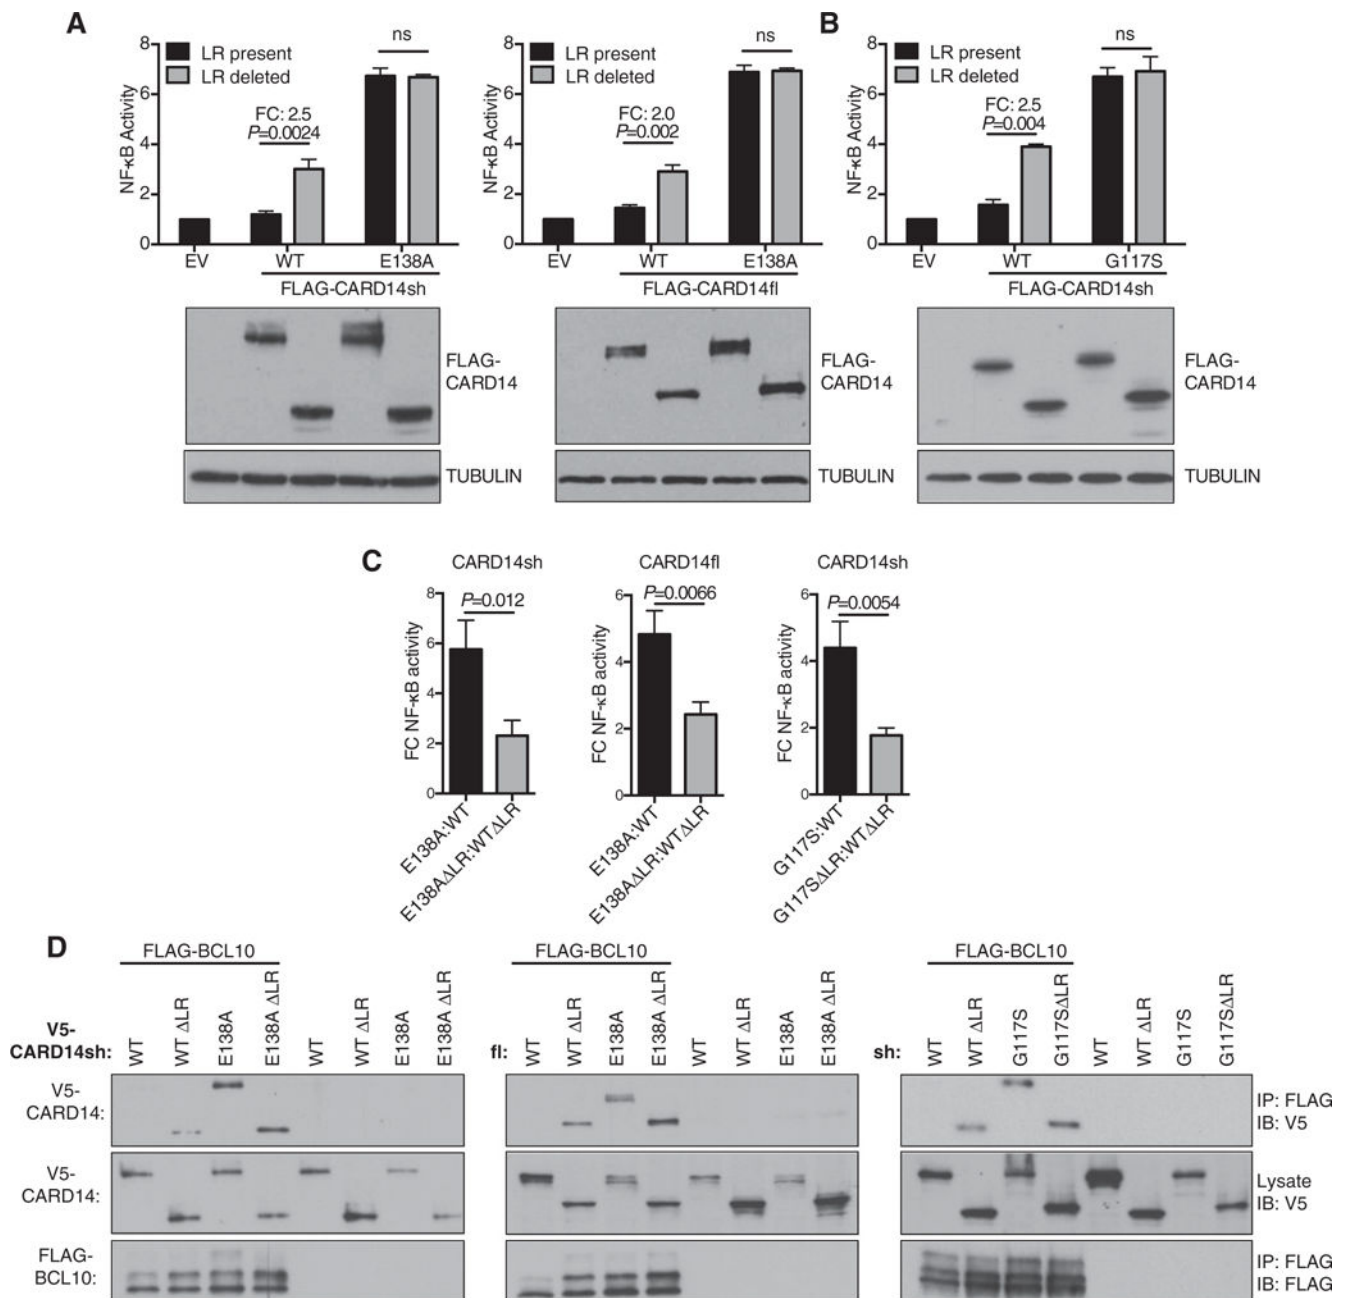 A
B
8
6
4
2
0
NF-κB Activity
LR present
LR deleted
FC: 2.5
P=0.0024
ns
EV
WT
E138A
FLAG-CARD14sh
8
6
4
2
0
NF-κB Activity
LR present
LR deleted
FC: 2.0
P=0.002
ns
EV
WT
E138A
FLAG-CARD14fl
8
6
4
2
0
NF-κB Activity
LR present
LR deleted
FC: 2.5
P=0.004
ns
EV
WT
G117S
FLAG-CARD14sh
FLAG-
CARD14
TUBULIN
FLAG-
CARD14
TUBULIN
FLAG-
CARD14
TUBULIN
C
CARD14sh
8
6
4
2
0
FC NF-κB activity
P=0.012
E138A:WT
E138AΔLR:WTΔLR
CARD14fl
6
4
2
0
FC NF-κB activity
P=0.0066
E138A:WT
E138AΔLR:WTΔLR
CARD14sh
6
4
2
0
FC NF-κB activity
P=0.0054
G117S:WT
G117SΔLR:WTΔLR
D
FLAG-BCL10
V5-
CARD14sh:
WT
WT ΔLR
E138A
E138A ΔLR
WT
WT ΔLR
E138A
E138A ΔLR
FLAG-BCL10
fl:
WT
WT ΔLR
E138A
E138A ΔLR
WT
WT ΔLR
E138A
E138A ΔLR
FLAG-BCL10
sh:
WT
WT ΔLR
G117S
G117SΔLR
WT
WT ΔLR
G117S
G117SΔLR
V5-
CARD14:
IP: FLAG
IB: V5
V5-
CARD14:
Lysate
IB: V5
FLAG-
BCL10:
IP: FLAG
IB: FLAG